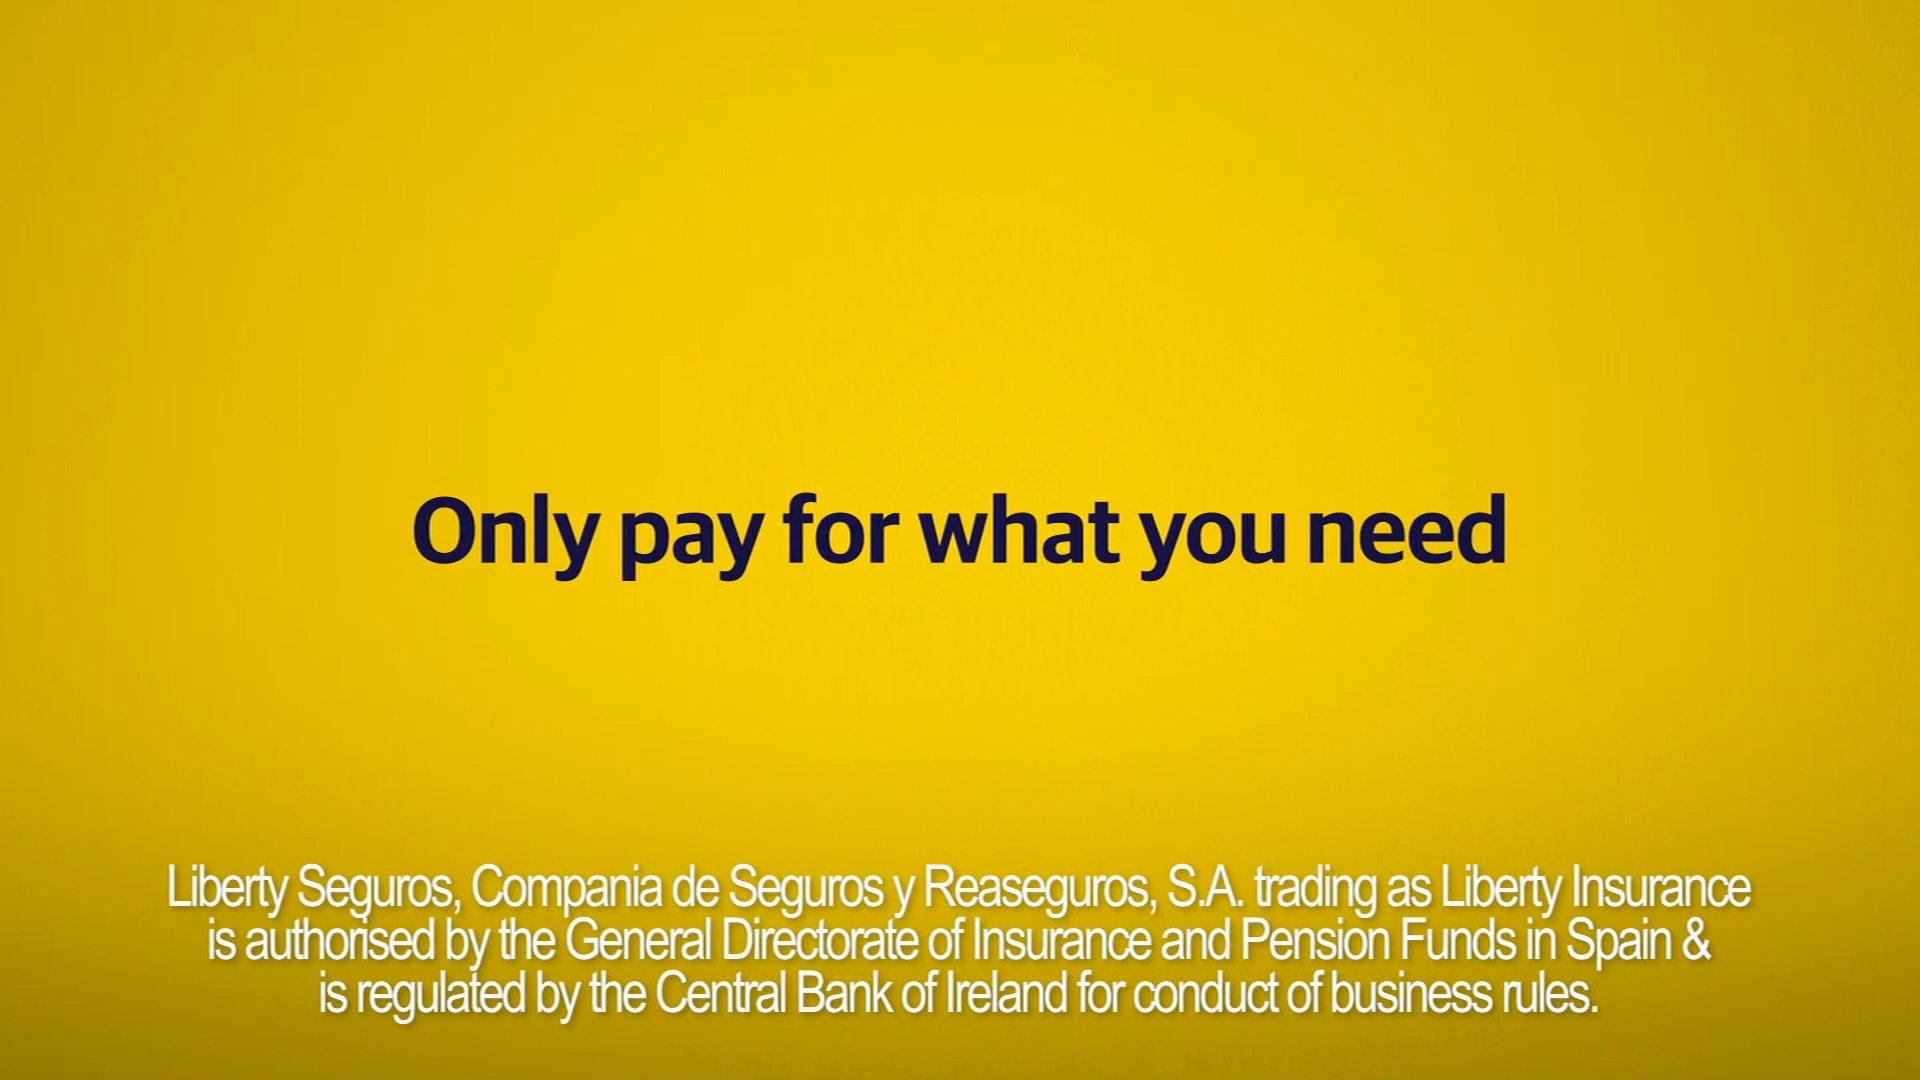 Only pay for what you need
Liberty Seguros, Compania de Seguros y Reaseguros, S.A. trading as Liberty Insurance
is authorised by the General Directorate of Insurance and Pension Funds in Spain &
is regulated by the Central Bank of Ireland for conduct of business rules.